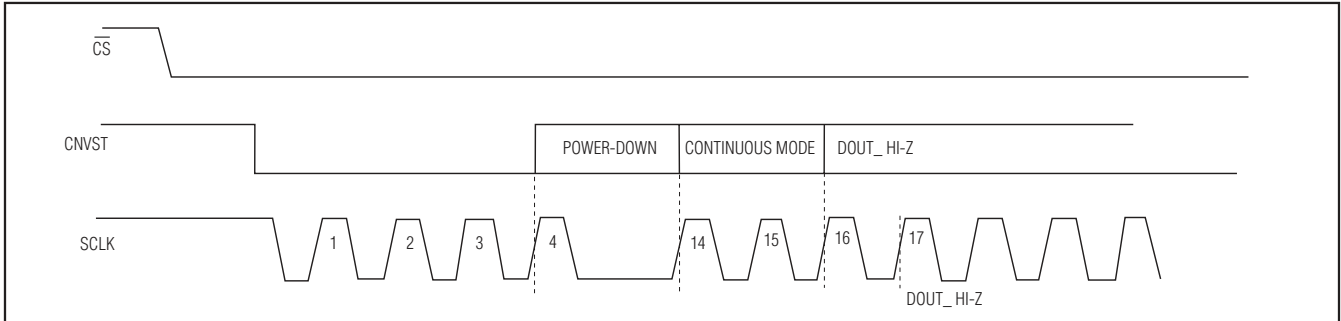 CS
CNVST
POWER-DOWN
CONTINUOUS MODE
DOUT_ HI-Z
SCLK
1
2
3
4
14
15
16
17
DOUT_ HI-Z